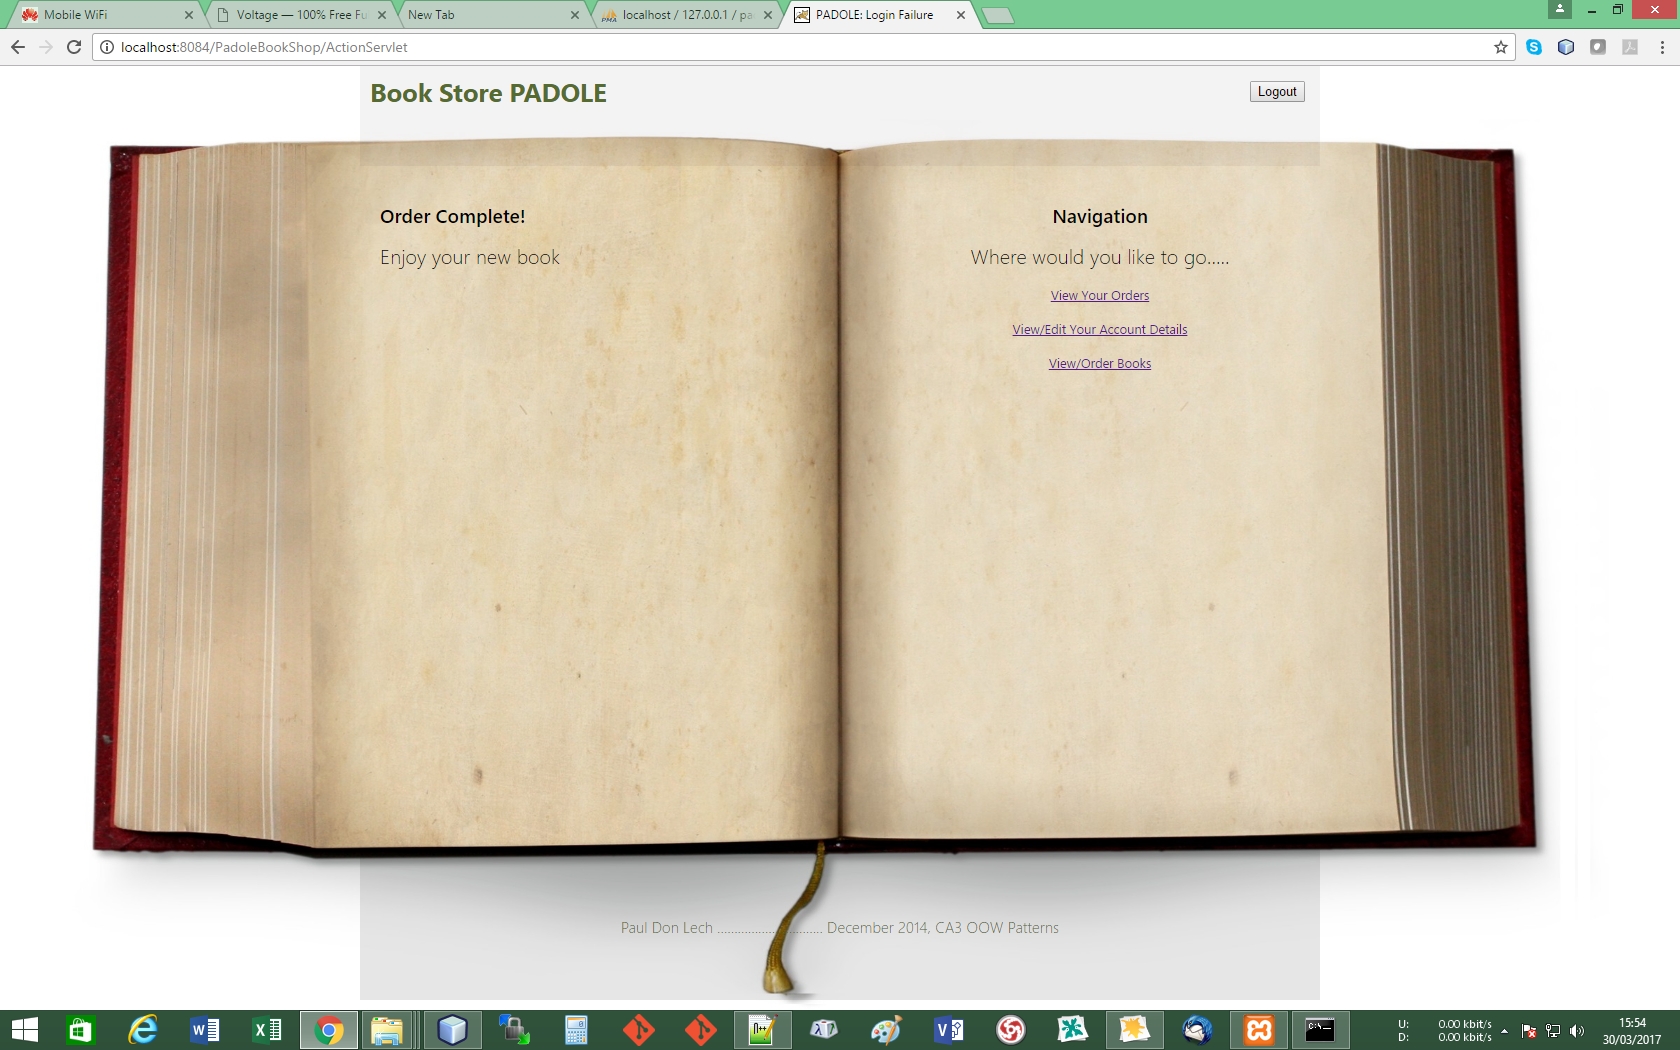 Mobile WiFi
Voltage — 100% Free Fu
New Tab
localhost / 127.0.0.1 / pa
PADOLE: Login Failure
localhost:8084/PadoleBookShop/ActionServlet
Book Store PADOLE
Logout
Order Complete!
Enjoy your new book
Navigation
Where would you like to go.....
View Your Orders
View/Edit Your Account Details
View/Order Books
Paul Don Lech .............................. December 2014, CA3 OOW Patterns
U: 0.00 kbit/s
D: 0.00 kbit/s
15:54
30/03/2017